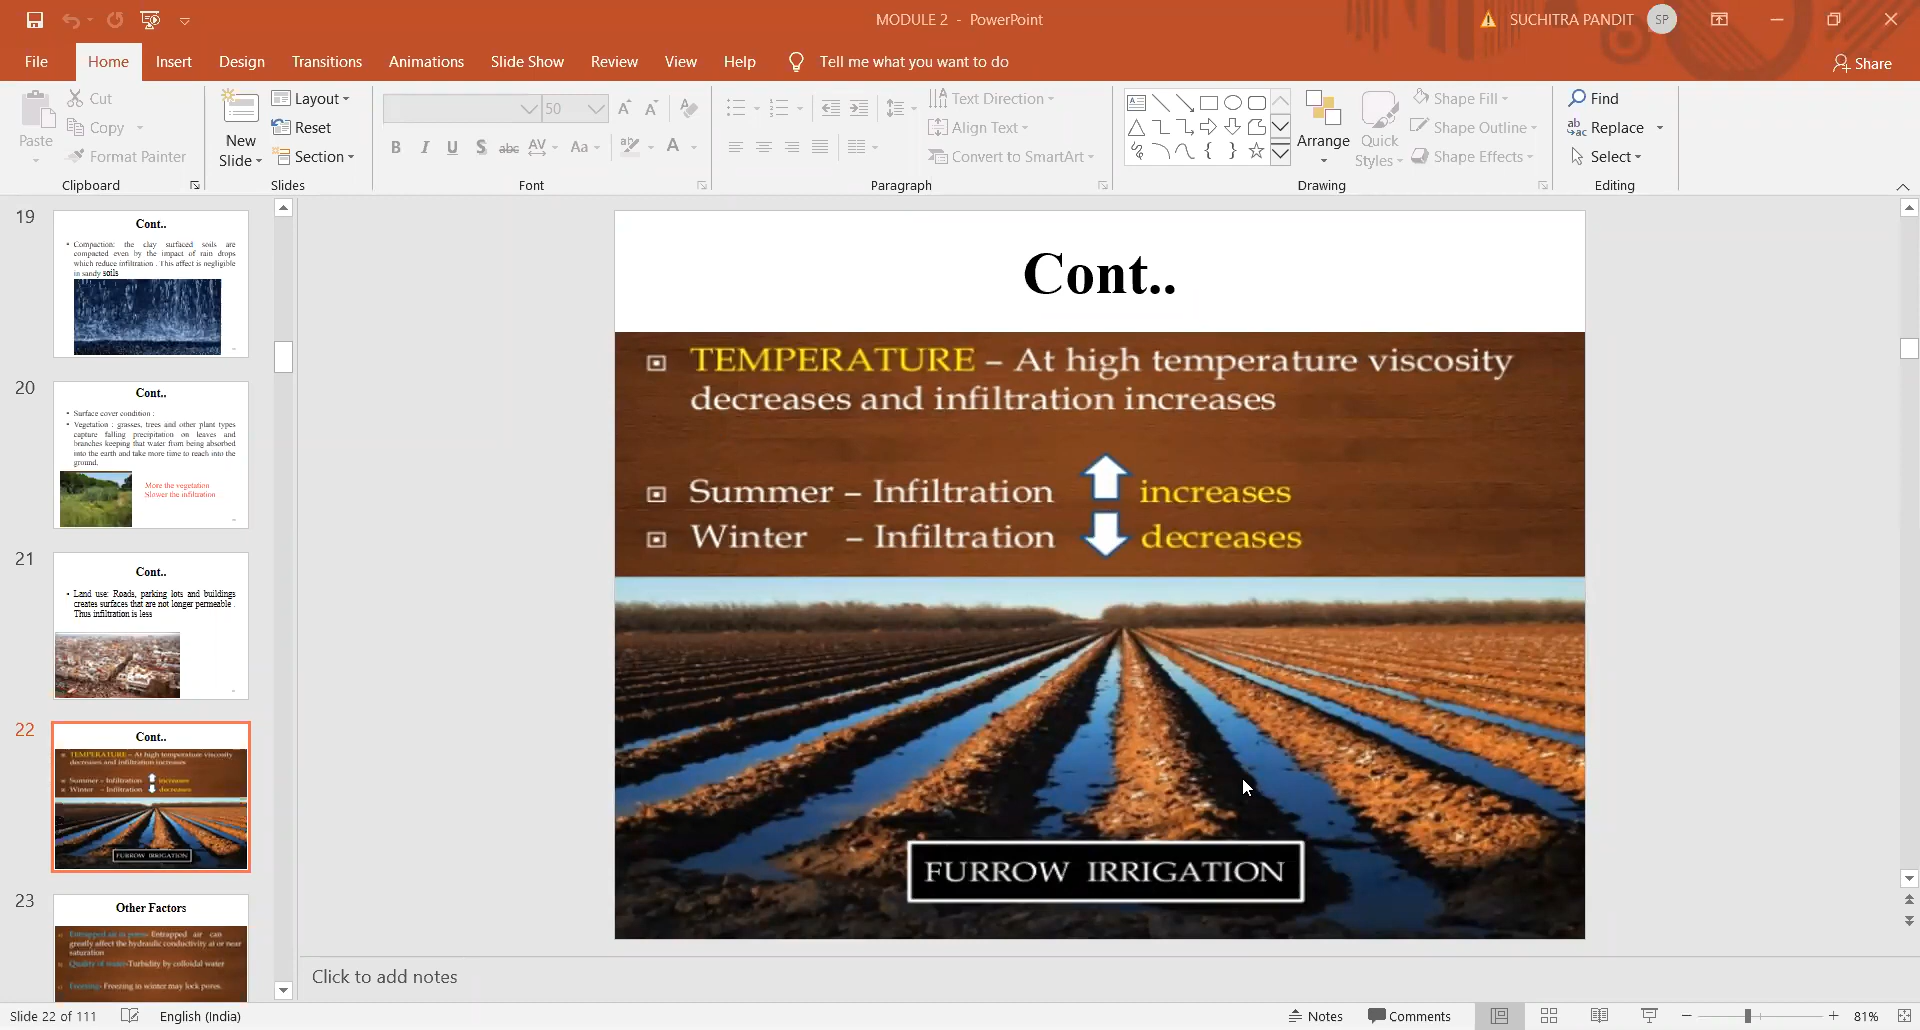 MODULE 2 - PowerPoint
SUCHITRA PANDIT
SP
File
Home
Insert
Design
Transitions
Animations
Slide Show
Review
View
Help
Tell me what you want to do
Share
Paste
Cut
Copy
Format Painter
Clipboard
New
Slide
Layout
Reset
Section
Slides
50
B I U S abc AV Aa A
Font
Text Direction
Align Text
Convert to SmartArt
Paragraph
Arrange
Quick
Styles
Shape Fill
Shape Outline
Shape Effects
Drawing
Find
Replace
Select
Editing
19
Cont..
• Compaction: the clay surfaced soils are
compacted even by the impact of rain drops
which reduce infiltration . This affect is negligible
in sandy soils
20
Cont..
• Surface cover condition :
• Vegetation : grasses, trees and other plant types
capture falling precipitation on leaves and
branches keeping that water from being absorbed
into the earth and take more time to reach into the
ground.
More the vegetation
Slower the infiltration
21
Cont..
• Land use: Roads, parking lots and buildings
creates surfaces that are not longer permeable .
Thus infiltration is less
22
Cont..
TEMPERATURE – At high temperature viscosity
decreases and infiltration increases
Summer – Infiltration increases
Winter – Infiltration decreases
FURROW IRRIGATION
23
Other Factors
Entrapped air in pores- Entrapped air can
greatly affect the hydraulic conductivity at or near
saturation
Quality of water-Turbidity by colloidal water
Freezing- Freezing in winter may lock pores.
Cont..
TEMPERATURE – At high temperature viscosity
decreases and infiltration increases
Summer – Infiltration increases
Winter – Infiltration decreases
FURROW IRRIGATION
Click to add notes
Slide 22 of 111
English (India)
Notes
Comments
81%